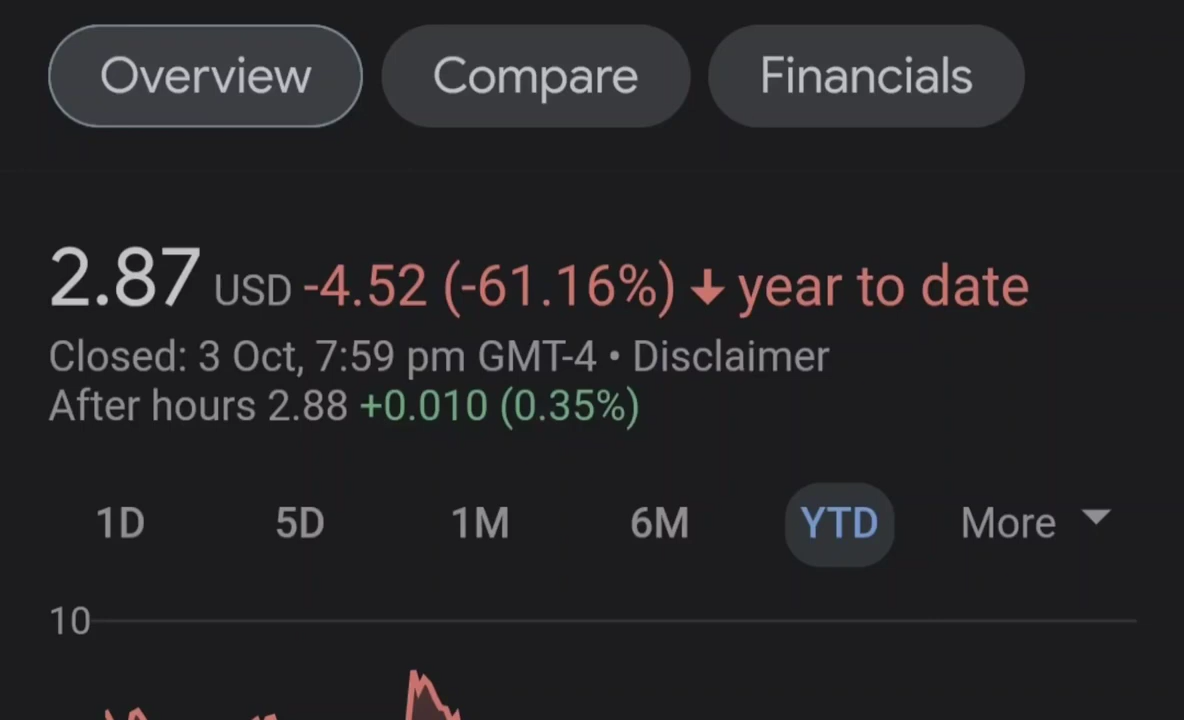 Overview Compare Financials
2.87 USD -4.52 (-61.16%) ↓ year to date
Closed: 3 Oct, 7:59 pm GMT-4 • Disclaimer
After hours 2.88 +0.010 (0.35%)
1D 5D 1M 6M YTD More
10